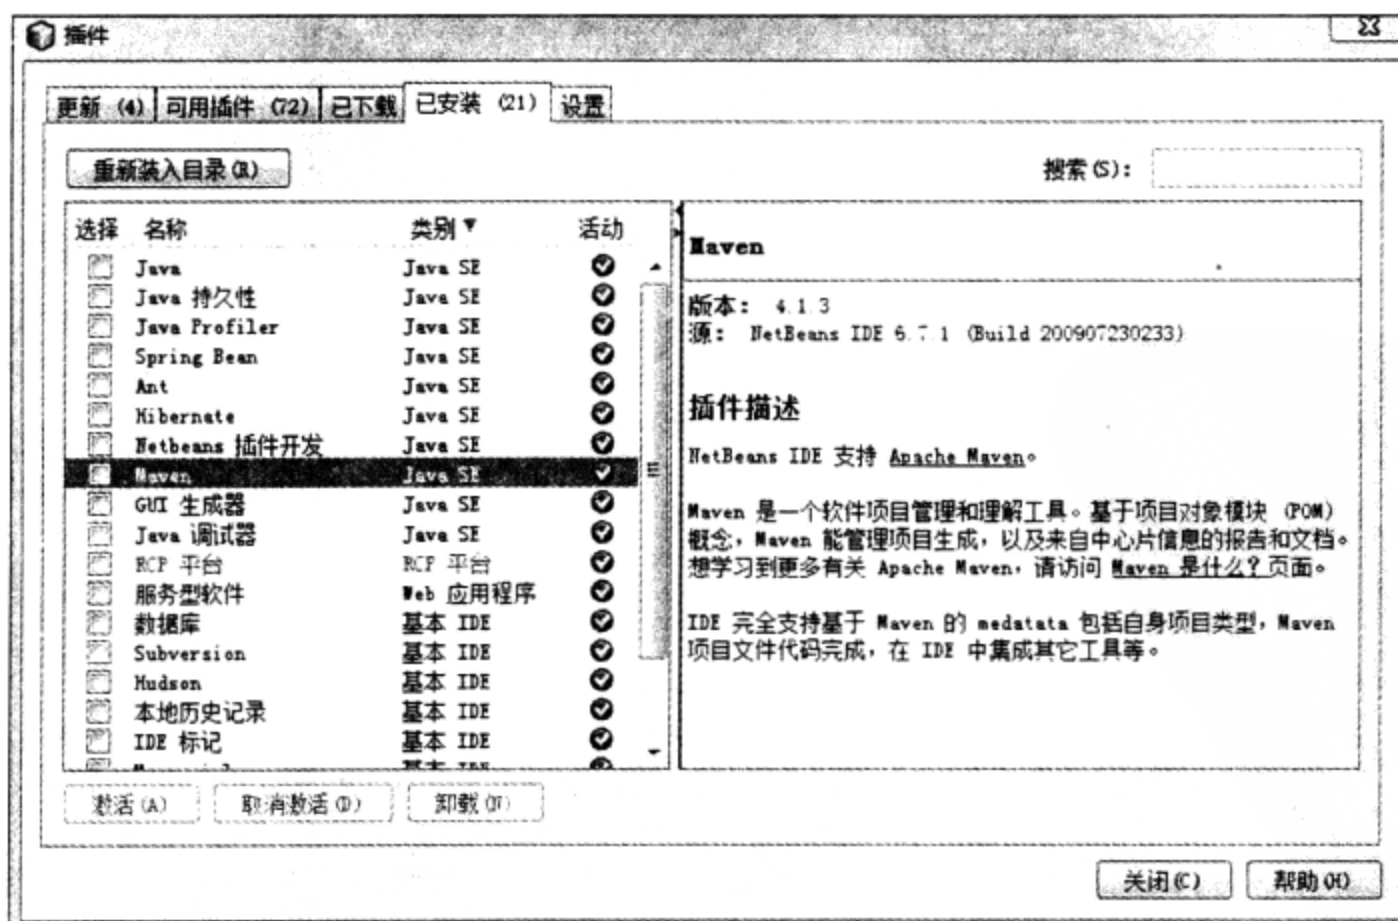 插件
更新 (4) 可用插件 (72) 已下载 已安装 (21) 设置
重新装入目录(R) 搜索(S):
选择 名称 类别 活动
Java Java SE
Java 持久性 Java SE
Java Profiler Java SE
Spring Bean Java SE
Ant Java SE
Hibernate Java SE
Netbeans 插件开发 Java SE
Maven Java SE
GUI 生成器 Java SE
Java 调试器 Java SE
RCP 平台 RCP 平台
服务型软件 Web 应用程序
数据库 基本 IDE
Subversion 基本 IDE
Hudson 基本 IDE
本地历史记录 基本 IDE
IDE 标记 基本 IDE
基本 IDE
激活(A) 取消激活(D) 卸载(N)
Maven
版本: 4.1.3
源: NetBeans IDE 6.7.1 (Build 200907230233)
插件描述
NetBeans IDE 支持 Apache Maven。
Maven 是一个软件项目管理和理解工具。基于项目对象模块 (POM)
概念,Maven 能管理项目生成,以及来自中心片信息的报告和文档。
想学习到更多有关 Apache Maven,请访问 Maven 是什么?页面。
IDE 完全支持基于 Maven 的 medatata 包括自身项目类型,Maven
项目文件代码完成,在 IDE 中集成其它工具等。
关闭(C) 帮助(H)